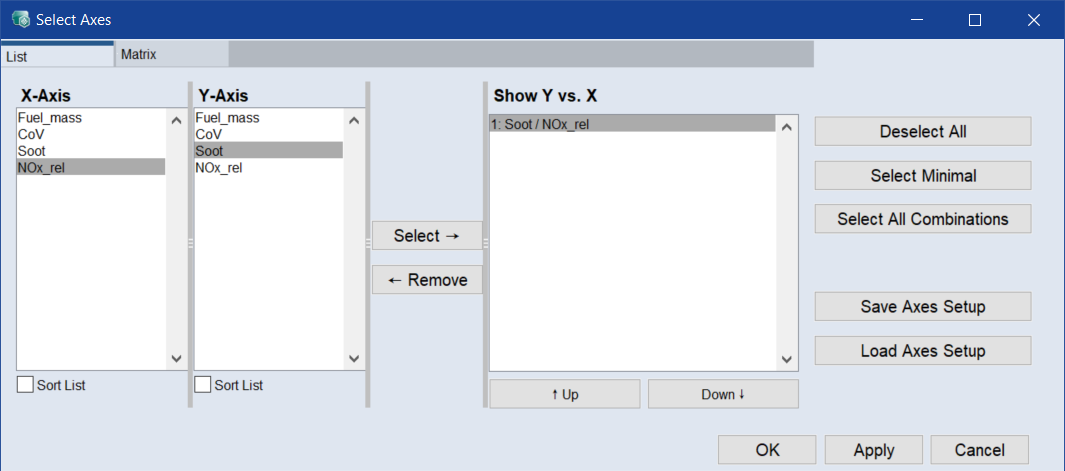 Select Axes
List
Matrix
X-Axis
Y-Axis
Show Y vs. X
Fuel_mass
CoV
Soot
NOx_rel
Fuel_mass
CoV
Soot
NOx_rel
1: Soot / NOx_rel
Select →
← Remove
Deselect All
Select Minimal
Select All Combinations
Save Axes Setup
Load Axes Setup
Sort List
Sort List
↑ Up
Down ↓
OK
Apply
Cancel